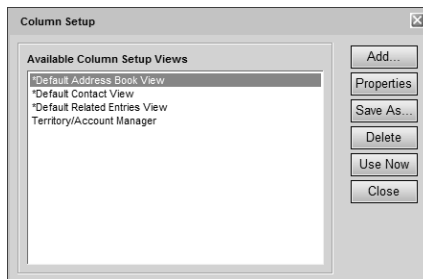 Column Setup
Available Column Setup Views
*Default Address Book View
*Default Contact View
*Default Related Entries View
Territory/Account Manager
Add...
Properties
Save As...
Delete
Use Now
Close